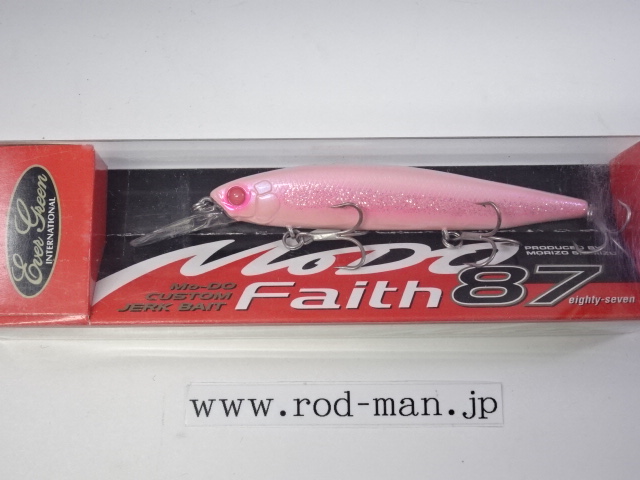 Ever Green
INTERNATIONAL
MoDO
Mo-DO
CUSTOM
JERK BAIT
Faith 87
eighty-seven
PRODUCED BY
MORIZO
www.rod-man.jp